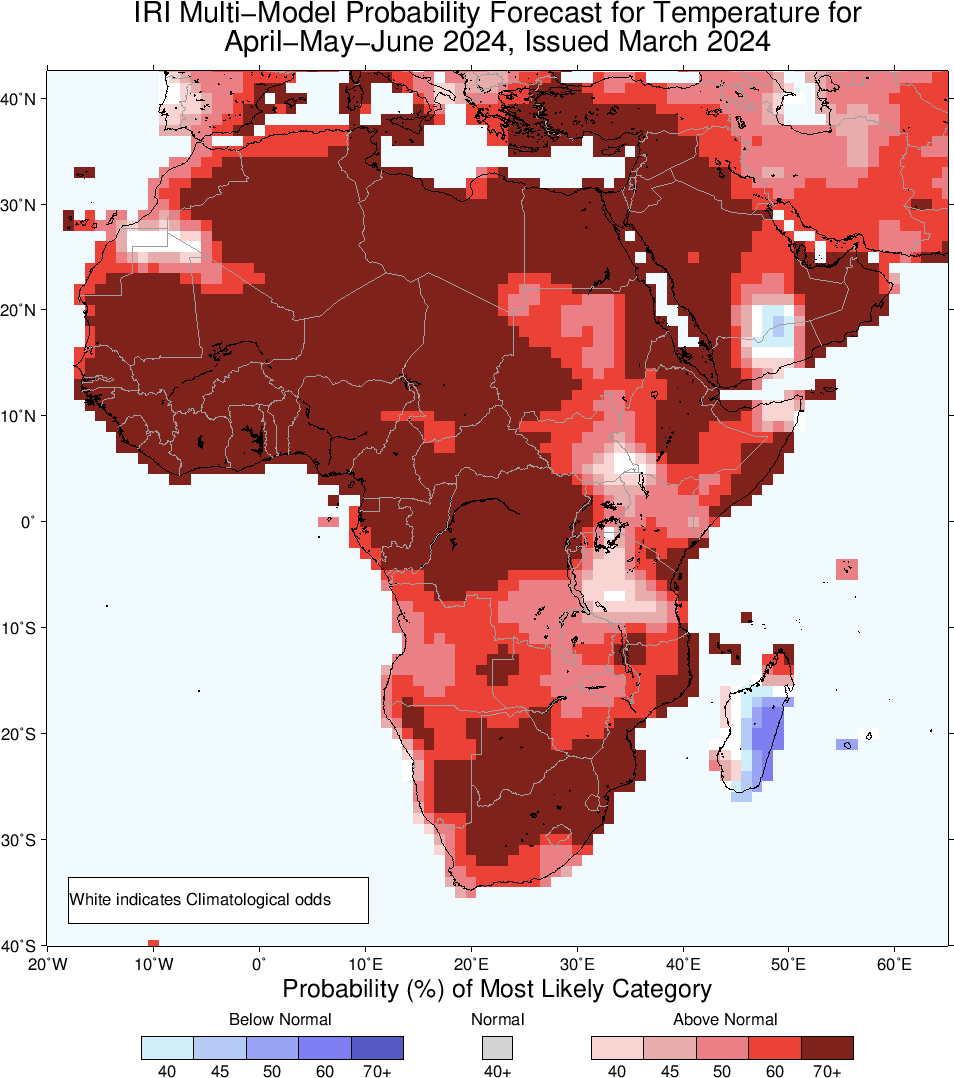 IRI Multi−Model Probability Forecast for Temperature for
April−May−June 2024, Issued March 2024
40˚N
30˚N
20˚N
10˚N
0˚
10˚S
20˚S
30˚S
White indicates Climatological odds
40˚S
20˚W 10˚W 0˚ 10˚E 20˚E 30˚E 40˚E 50˚E 60˚E
Probability (%) of Most Likely Category
Below Normal Normal Above Normal
40 45 50 60 70+ 40+ 40 45 50 60 70+